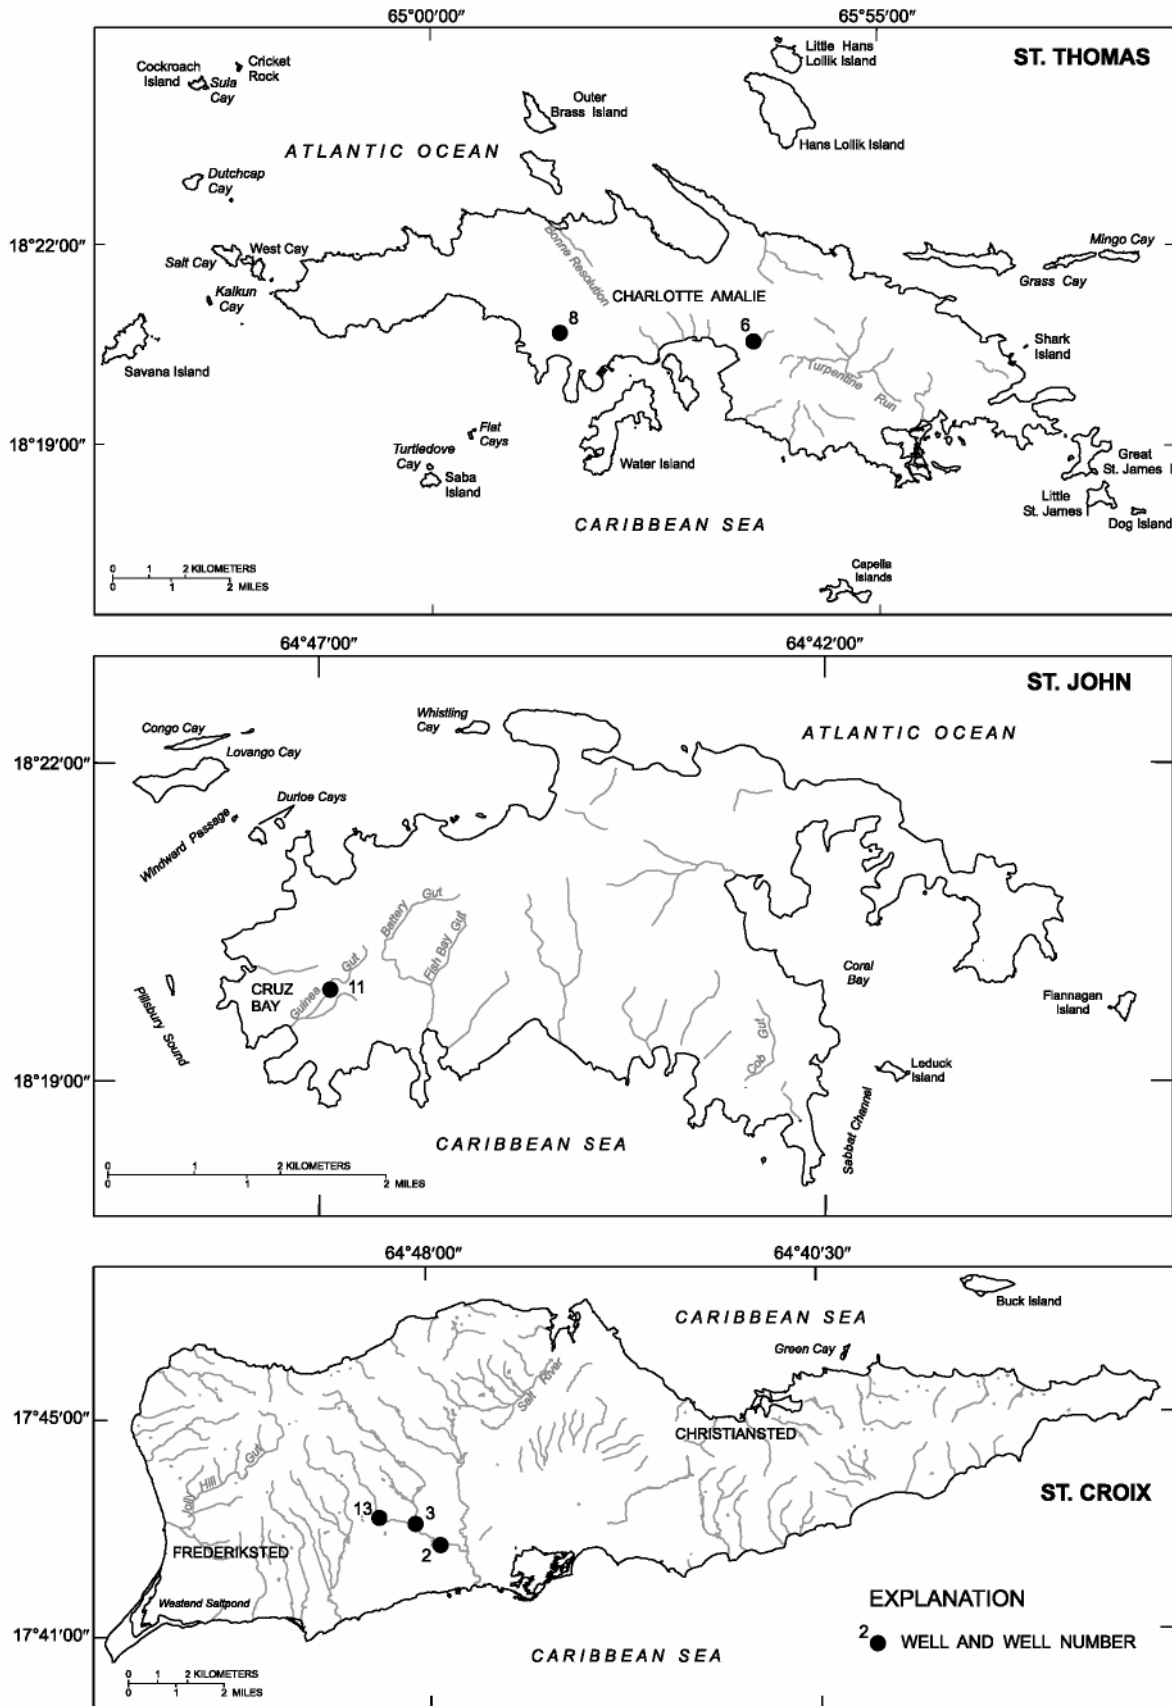 65°00′00″
65°55′00″
ST. THOMAS
Cockroach
Island
Sula
Cay
Cricket
Rock
Outer
Brass Island
Little Hans
Lollik Island
Hans Lollik Island
ATLANTIC OCEAN
Dutchcap
Cay
18°22′00″
West Cay
Salt Cay
Kalkun
Cay
Savana Island
Bonne Resolution
CHARLOTTE AMALIE
8
6
Mingo Cay
Grass Cay
Shark
Island
Turpentine Run
18°19′00″
Flat
Cays
Turtledove
Cay
Saba
Island
Water Island
Great
St. James I
Little
St. James
Dog Island
CARIBBEAN SEA
Capella
Islands
0 1 2 KILOMETERS
0 1 2 MILES
64°47′00″
64°42′00″
ST. JOHN
Congo Cay
Lovango Cay
Whistling
Cay
ATLANTIC OCEAN
18°22′00″
Durloe Cays
Windward Passage
Battery Gut
Fish Bay Gut
Guinea Gut
CRUZ
BAY
11
Pillsbury Sound
Coral
Bay
Flannagan
Island
Cob Gut
Leduck
Island
18°19′00″
Sabbat Channel
CARIBBEAN SEA
0 1 2 KILOMETERS
0 1 2 MILES
64°48′00″
64°40′30″
CARIBBEAN SEA
Buck Island
Green Cay
Salt River
17°45′00″
CHRISTIANSTED
Jolly Hill Gut
ST. CROIX
13
3
2
FREDERIKSTED
Westend Saltpond
17°41′00″
CARIBBEAN SEA
0 1 2 KILOMETERS
0 1 2 MILES
EXPLANATION
2
WELL AND WELL NUMBER